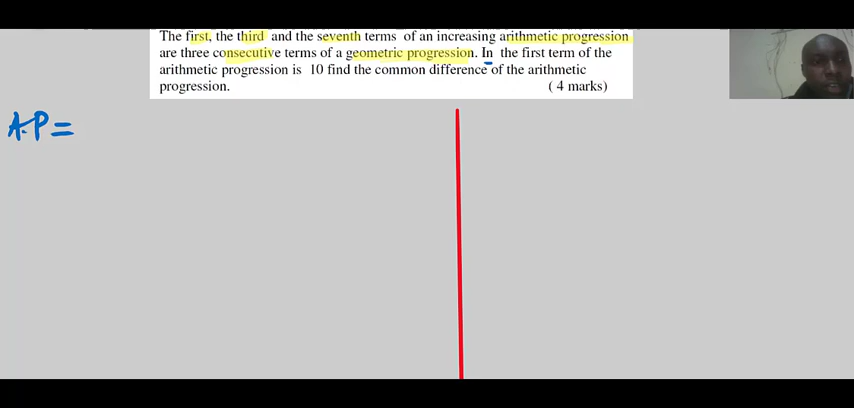 The first, the third and the seventh terms of an increasing arithmetic progression
are three consecutive terms of a geometric progression. In the first term of the
arithmetic progression is 10 find the common difference of the arithmetic
progression. ( 4 marks)
A.P =